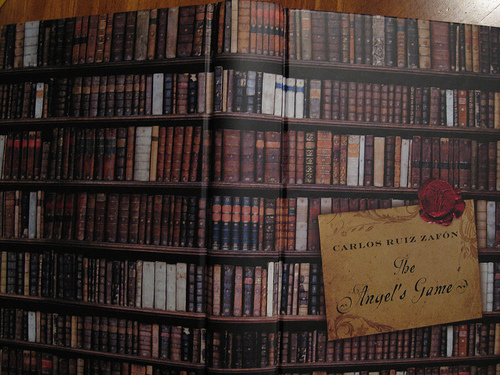 CARLOS RUIZ ZAFÓN
The
Angel's Game